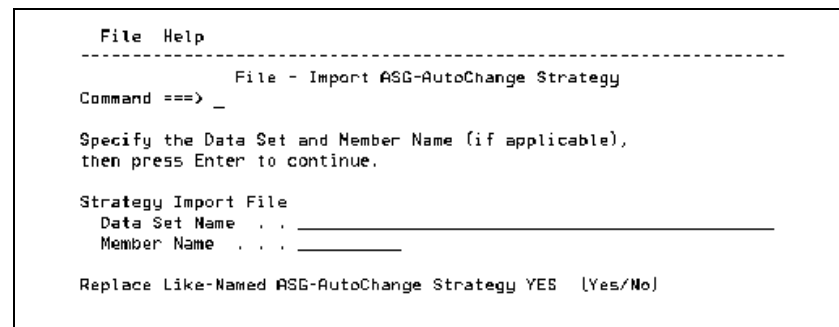 File Help
----------------------------------------------------------------------
File - Import ASG-AutoChange Strategy
Command ===> _
Specify the Data Set and Member Name (if applicable),
then press Enter to continue.
Strategy Import File
Data Set Name . . ______________________________________________
Member Name . . . __________
Replace Like-Named ASG-AutoChange Strategy YES (Yes/No)